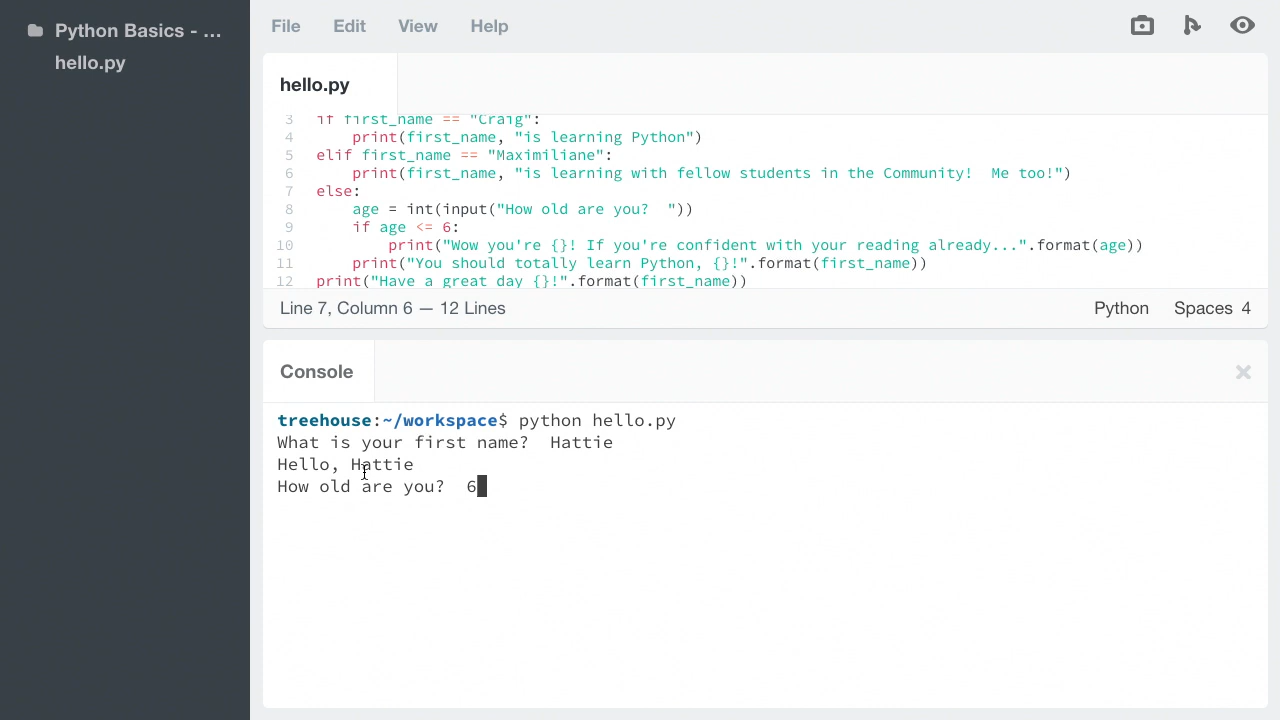 Python Basics - ...
hello.py
File Edit View Help
hello.py
3 if first_name == "Craig":
4     print(first_name, "is learning Python")
5 elif first_name == "Maximiliane":
6     print(first_name, "is learning with fellow students in the Community!  Me too!")
7 else:
8     age = int(input("How old are you?  "))
9     if age <= 6:
10         print("Wow you're {}! If you're confident with your reading already...".format(age))
11     print("You should totally learn Python, {}!".format(first_name))
12 print("Have a great day {}!".format(first_name))
Line 7, Column 6 — 12 Lines Python Spaces 4
Console
treehouse:~/workspace$ python hello.py
What is your first name?  Hattie
Hello, Hattie
How old are you?  6